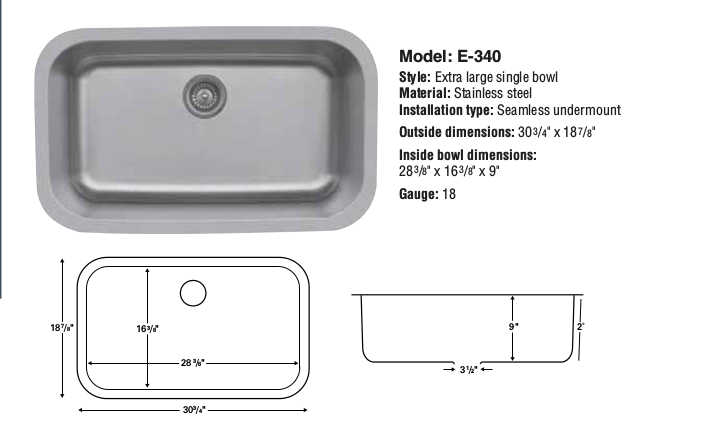 Model: E-340
Style: Extra large single bowl
Material: Stainless steel
Installation type: Seamless undermount
Outside dimensions: 30 3/4" x 18 7/8"
Inside bowl dimensions:
28 3/8" x 16 3/8" x 9"
Gauge: 18
18 7/8"
16 3/8"
28 3/8"
30 3/4"
9"
2°
3 1/2"